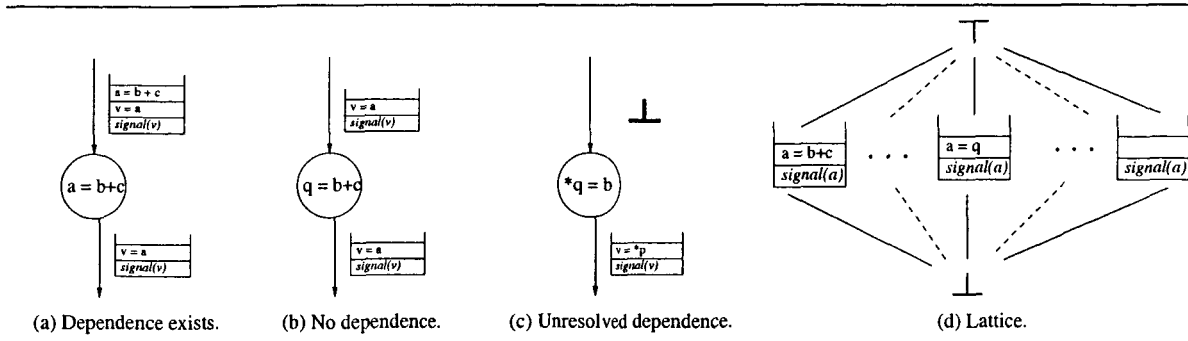 a = b + c
v = a
signal(v)
a = b+c
v = a
signal(v)
(a) Dependence exists.
v = a
signal(v)
q = b+c
v = a
signal(v)
(b) No dependence.
⊥
*q = b
v = *p
signal(v)
(c) Unresolved dependence.
⊤
a = b+c
signal(a)
. . .
a = q
signal(a)
. . .
signal(a)
⊥
(d) Lattice.